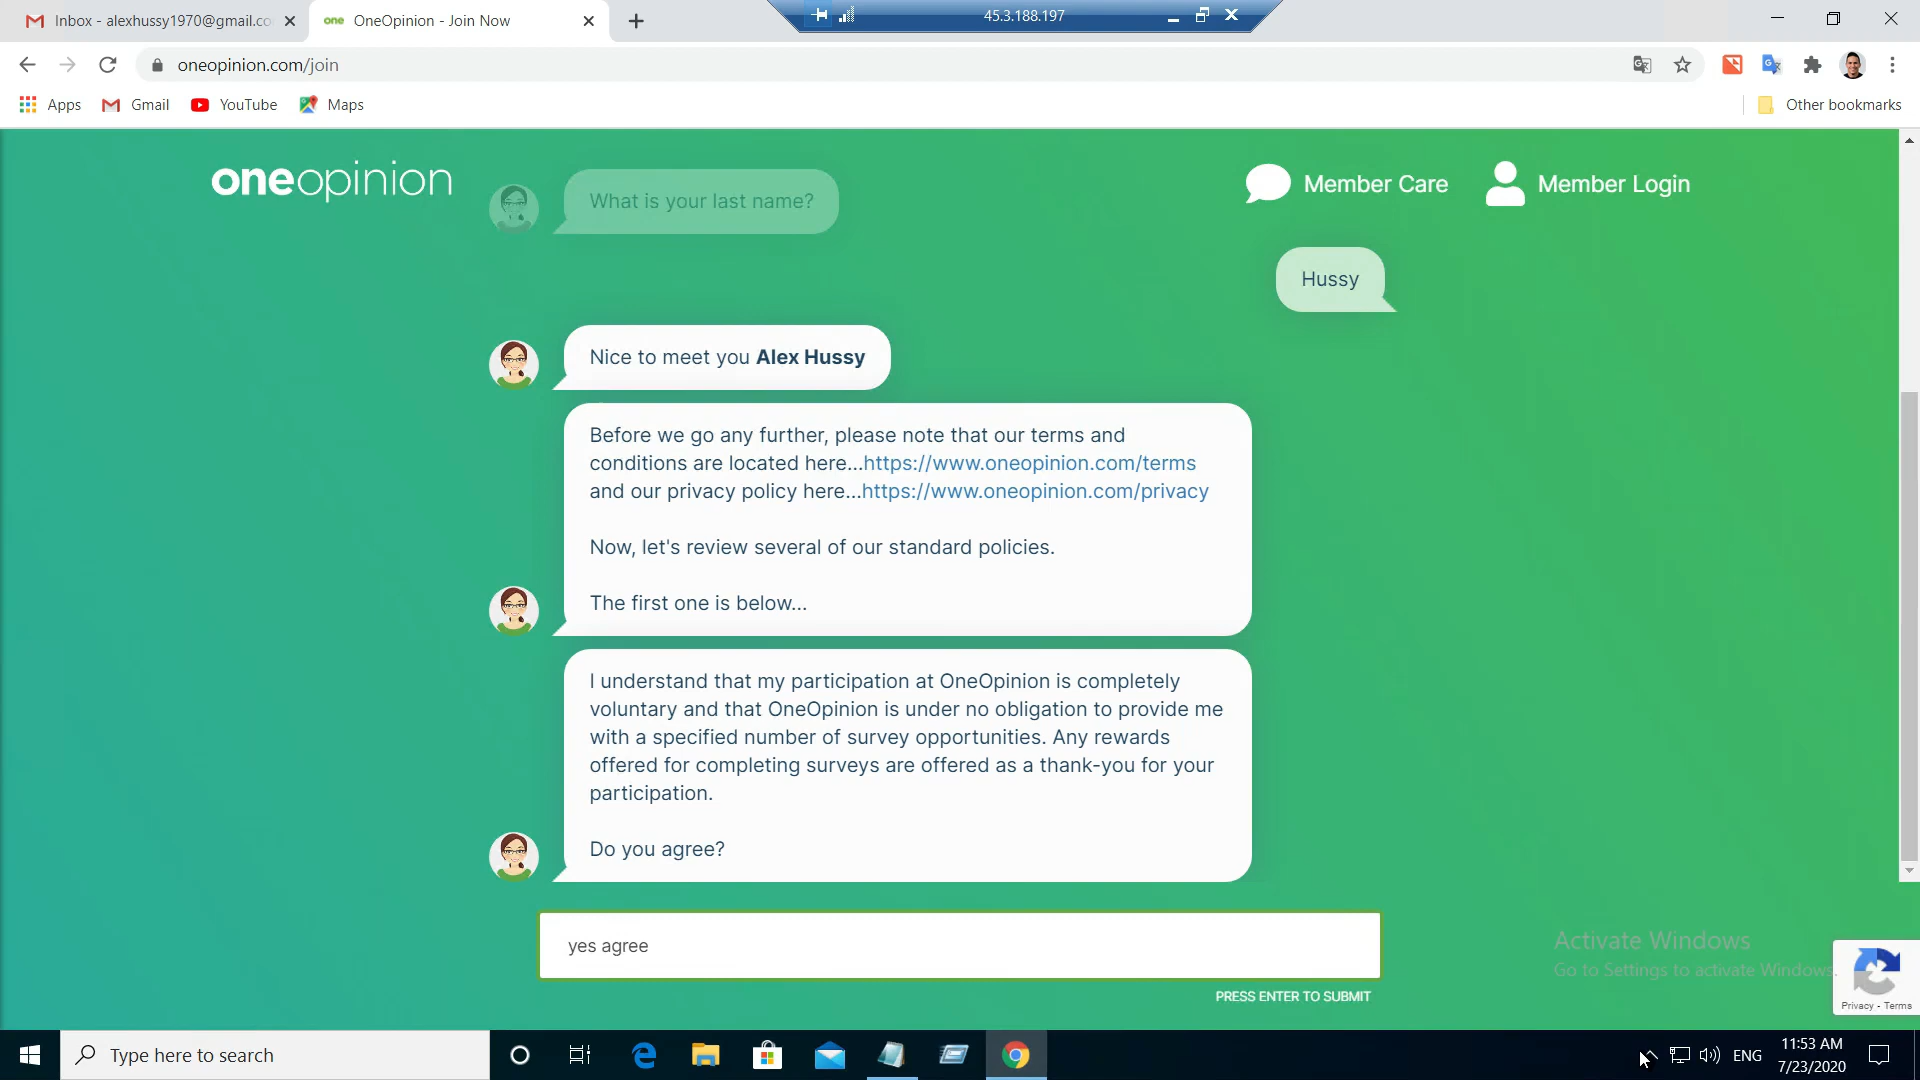 Inbox - alexhussy1970@gmail.co
OneOpinion - Join Now
45.3.188.197
oneopinion.com/join
Apps
Gmail
YouTube
Maps
Other bookmarks
oneopinion
What is your last name?
Member Care
Member Login
Hussy
Nice to meet you Alex Hussy
Before we go any further, please note that our terms and
conditions are located here...https://www.oneopinion.com/terms
and our privacy policy here...https://www.oneopinion.com/privacy
Now, let's review several of our standard policies.
The first one is below...
I understand that my participation at OneOpinion is completely
voluntary and that OneOpinion is under no obligation to provide me
with a specified number of survey opportunities. Any rewards
offered for completing surveys are offered as a thank-you for your
participation.
Do you agree?
yes agree
PRESS ENTER TO SUBMIT
Activate Windows
Go to Settings to activate Windows.
Privacy - Terms
Type here to search
ENG
11:53 AM
7/23/2020